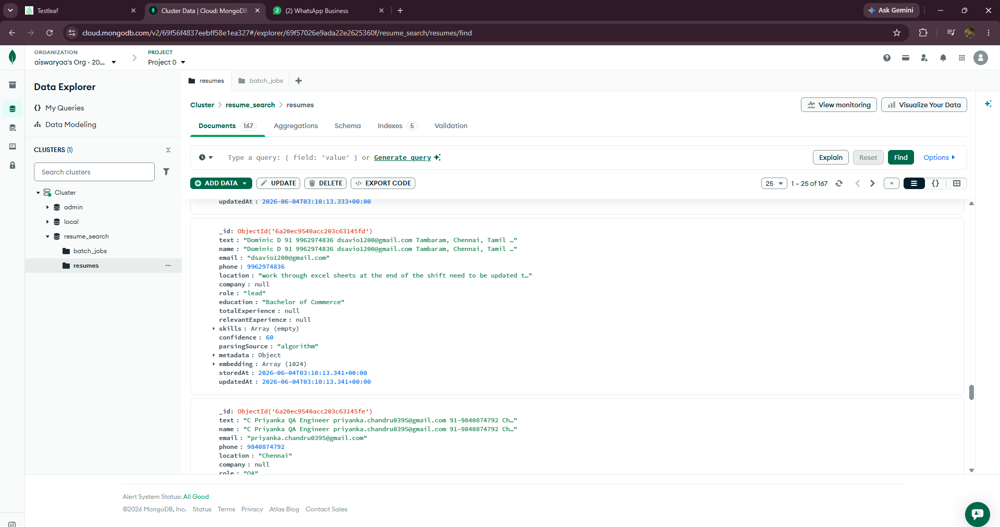 Testleaf
Cluster Data | Cloud: MongoDB
2 (2) WhatsApp Business
Ask Gemini
cloud.mongodb.com/v2/69f56f4837eebff58e1ea327#/explorer/69f57026e9ada22e2625360f/resume_search/resumes/find
ORGANIZATION
aiswaryaa's Org - 20...
PROJECT
Project 0
Data Explorer
My Queries
Data Modeling
CLUSTERS (1)
Search clusters
Cluster
admin
local
resume_search
batch_jobs
resumes
resumes
batch_jobs
Cluster > resume_search > resumes
View monitoring
Visualize Your Data
Documents 167
Aggregations
Schema
Indexes 5
Validation
Type a query: { field: 'value' } or Generate query
Explain
Reset
Find
Options
ADD DATA
UPDATE
DELETE
EXPORT CODE
25
1 – 25 of 167
updatedAt : 2026-06-04T03:10:13.333+00:00
_id: ObjectId('6a20ec9540acc203c63145fd')
text : "Dominic D 91 9962974836 dsavio1200@gmail.com Tambaram, Chennai, Tamil …"
name : "Dominic D 91 9962974836 dsavio1200@gmail.com Tambaram, Chennai, Tamil …"
email : "dsavio1200@gmail.com"
phone : 9962974836
location : "work through excel sheets at the end of the shift need to be updated t…"
company : null
role : "lead"
education : "Bachelor of Commerce"
totalExperience : null
relevantExperience : null
skills : Array (empty)
confidence : 60
parsingSource : "algorithm"
metadata : Object
embedding : Array (1024)
storedAt : 2026-06-04T03:10:13.341+00:00
updatedAt : 2026-06-04T03:10:13.341+00:00
_id: ObjectId('6a20ec9540acc203c63145fe')
text : "C Priyanka QA Engineer priyanka.chandru0395@gmail.com 91-9840874792 Ch…"
name : "C Priyanka QA Engineer priyanka.chandru0395@gmail.com 91-9840874792 Ch…"
email : "priyanka.chandru0395@gmail.com"
phone : 9840874792
location : "Chennai"
company : null
role : "QA"
Alert System Status: All Good
©2026 MongoDB, Inc. Status Terms Privacy Atlas Blog Contact Sales